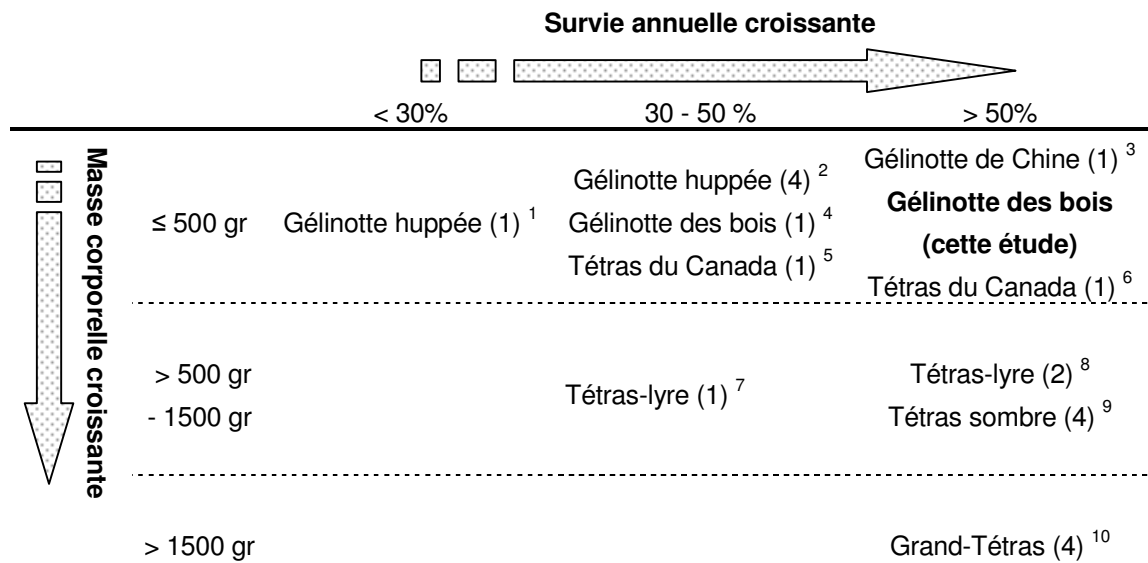 Survie annuelle croissante
< 30% 30 - 50 % > 50%
Masse corporelle croissante
≤ 500 gr
Gélinotte huppée (1) 1
Gélinotte huppée (4) 2
Gélinotte des bois (1) 4
Tétras du Canada (1) 5
Gélinotte de Chine (1) 3
Gélinotte des bois
(cette étude)
Tétras du Canada (1) 6
> 500 gr
- 1500 gr
Tétras-lyre (1) 7
Tétras-lyre (2) 8
Tétras sombre (4) 9
> 1500 gr
Grand-Tétras (4) 10